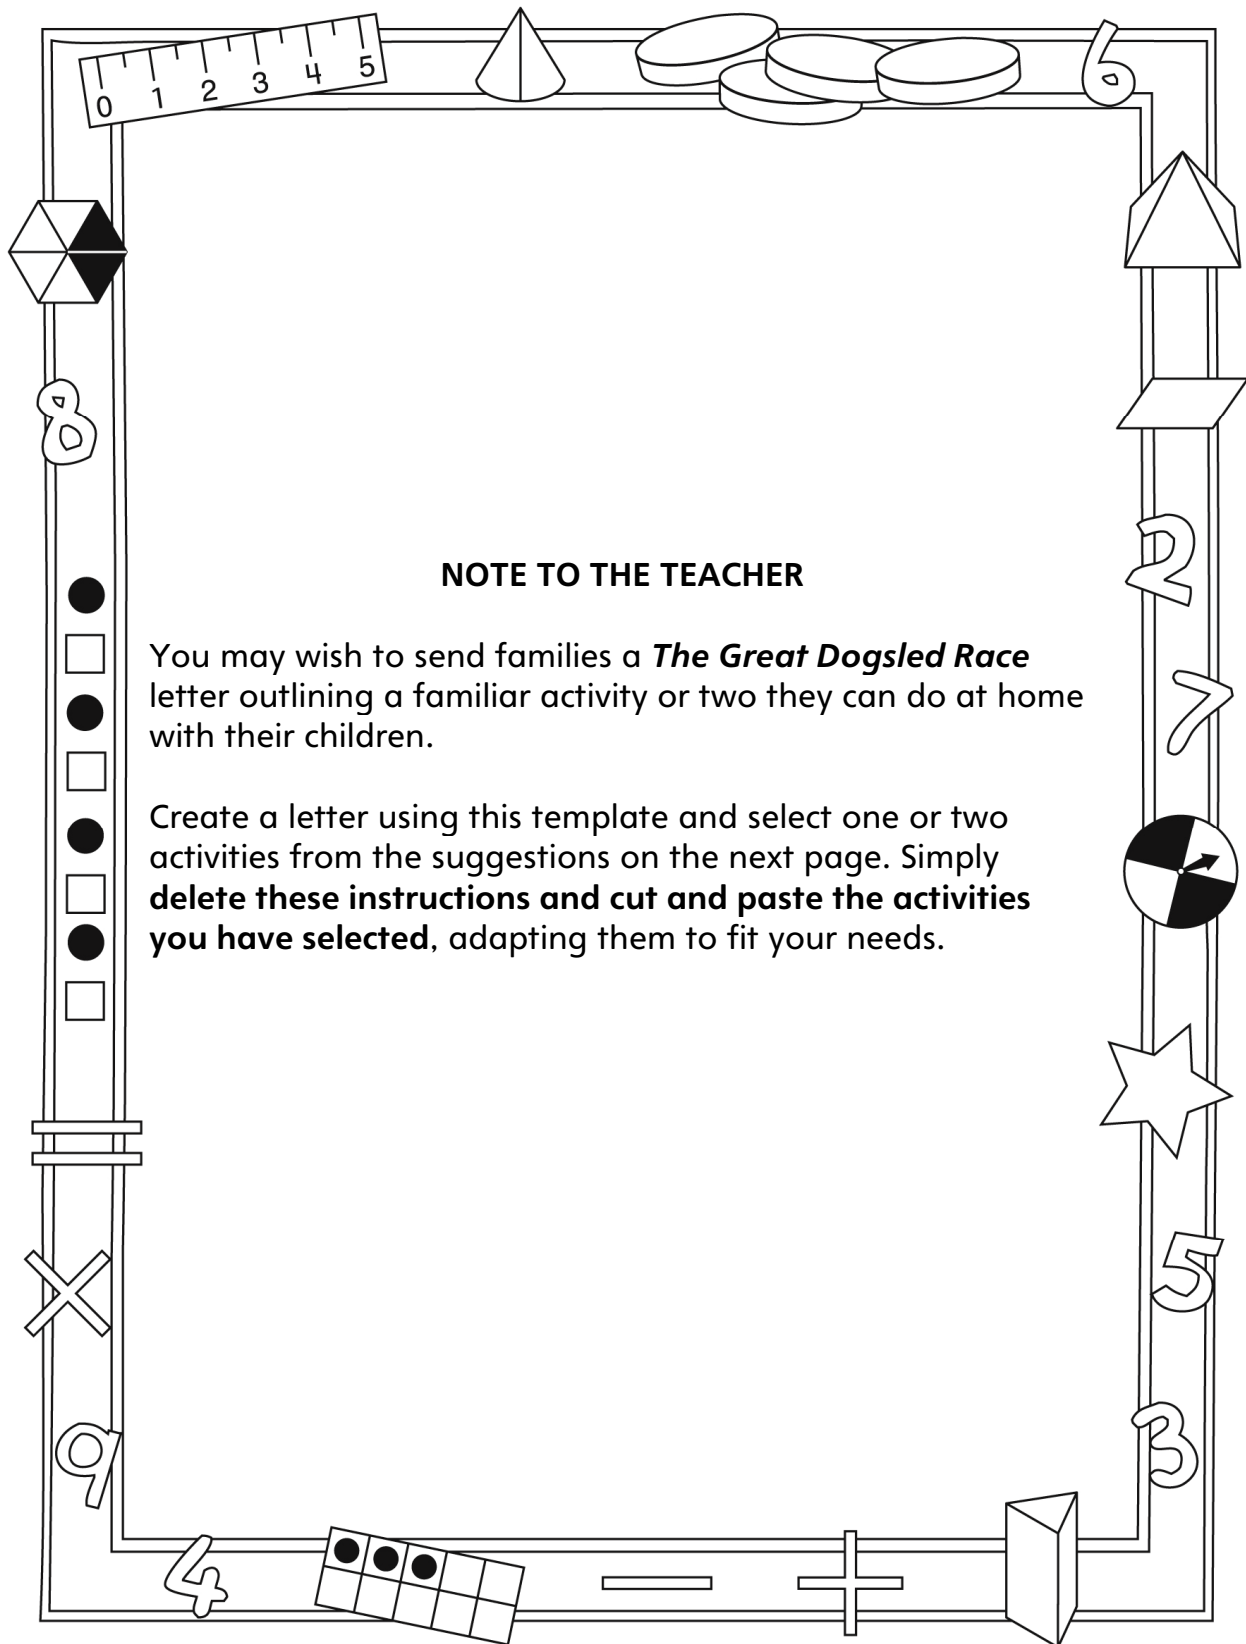 0 1 2 3 4 5
6
8
2
7
NOTE TO THE TEACHER
You may wish to send families a The Great Dogsled Race
letter outlining a familiar activity or two they can do at home
with their children.
Create a letter using this template and select one or two
activities from the suggestions on the next page. Simply
delete these instructions and cut and paste the activities
you have selected, adapting them to fit your needs.
5
3
9
4